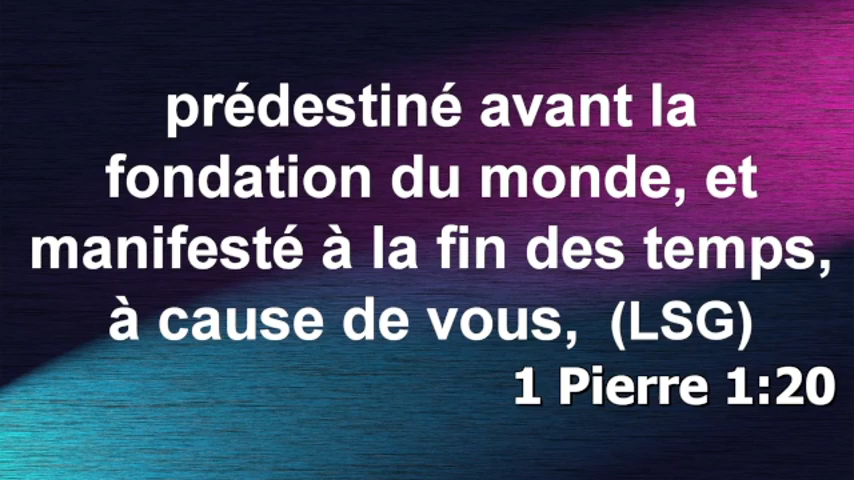 prédestiné avant la
fondation du monde, et
manifesté à la fin des temps,
à cause de vous,  (LSG)
1 Pierre 1:20